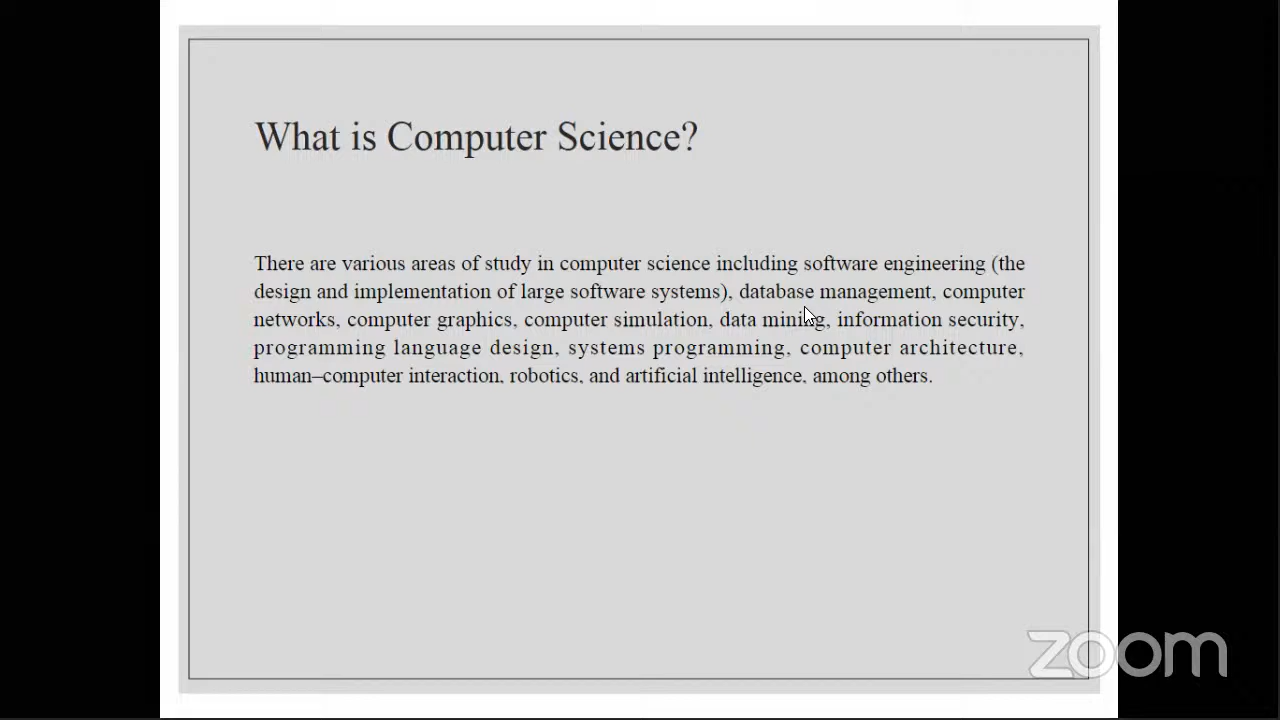 What is Computer Science?
There are various areas of study in computer science including software engineering (the
design and implementation of large software systems), database management, computer
networks, computer graphics, computer simulation, data mining, information security,
programming language design, systems programming, computer architecture,
human–computer interaction, robotics, and artificial intelligence, among others.
zoom